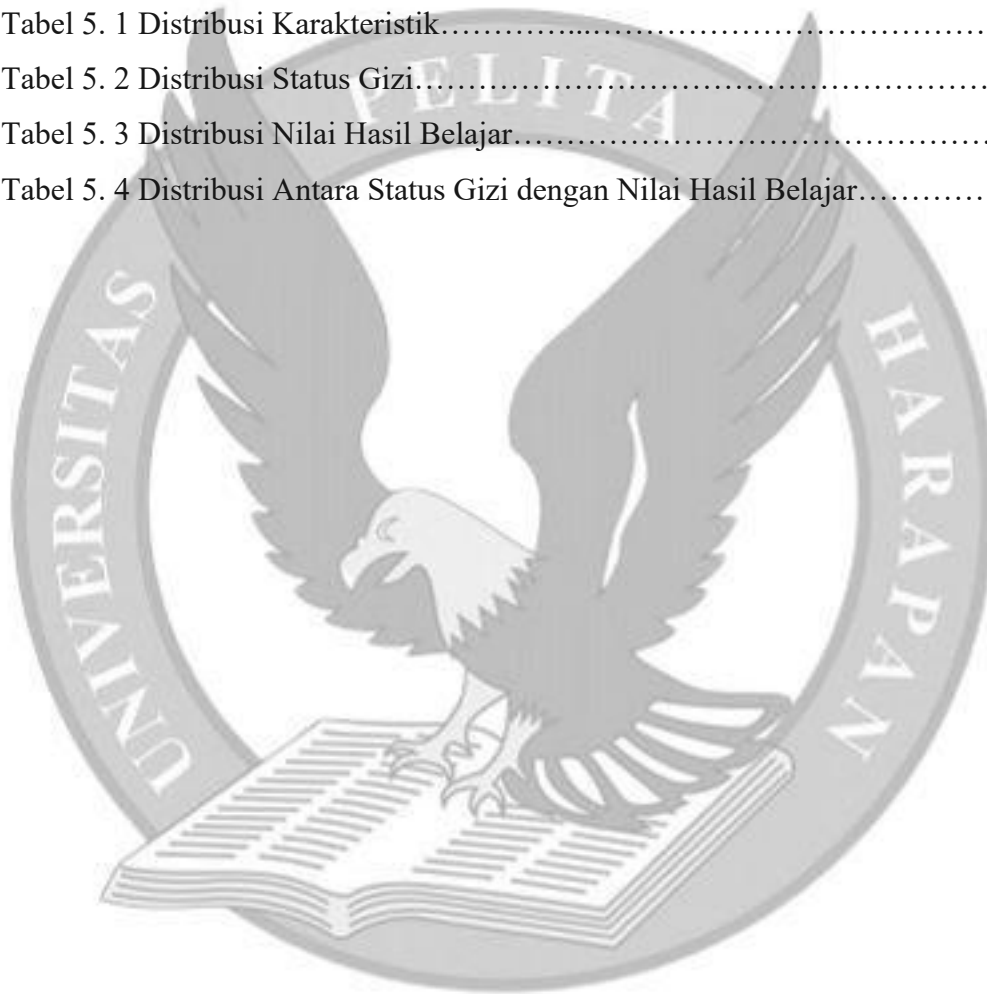 Tabel 5. 1 Distribusi Karakteristik…………...……………………………
Tabel 5. 2 Distribusi Status Gizi………………………………………………
Tabel 5. 3 Distribusi Nilai Hasil Belajar……………………………………
Tabel 5. 4 Distribusi Antara Status Gizi dengan Nilai Hasil Belajar…………
UNIVERSITAS PELITA HARAPAN